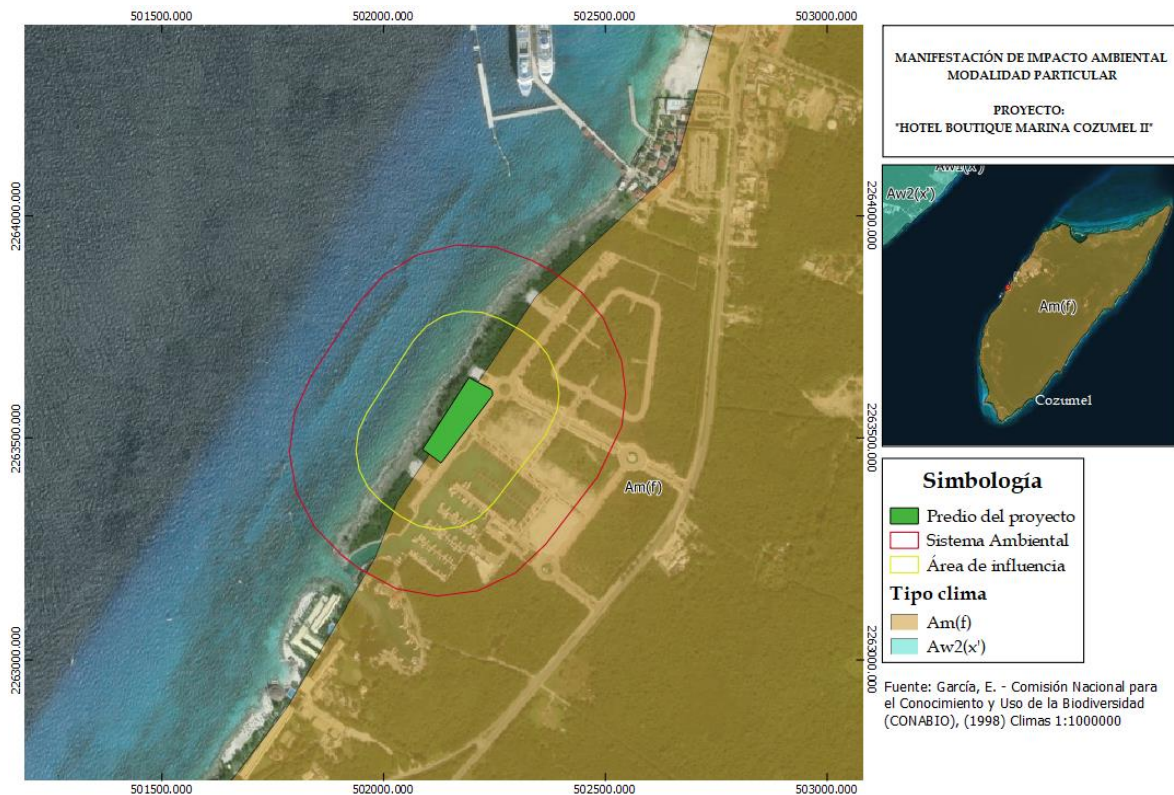 501500.000
502000.000
502500.000
503000.000
2264000.000
2263500.000
2263000.000
Am(f)
2264000.000
2263500.000
2263000.000
501500.000
502000.000
502500.000
503000.000
MANIFESTACIÓN DE IMPACTO AMBIENTAL
MODALIDAD PARTICULAR
PROYECTO:
"HOTEL BOUTIQUE MARINA COZUMEL II"
Aw1(x')
Aw2(x')
Am(f)
Cozumel
Simbología
Predio del proyecto
Sistema Ambiental
Área de influencia
Tipo clima
Am(f)
Aw2(x')
Fuente: García, E. - Comisión Nacional para
el Conocimiento y Uso de la Biodiversidad
(CONABIO), (1998) Climas 1:1000000